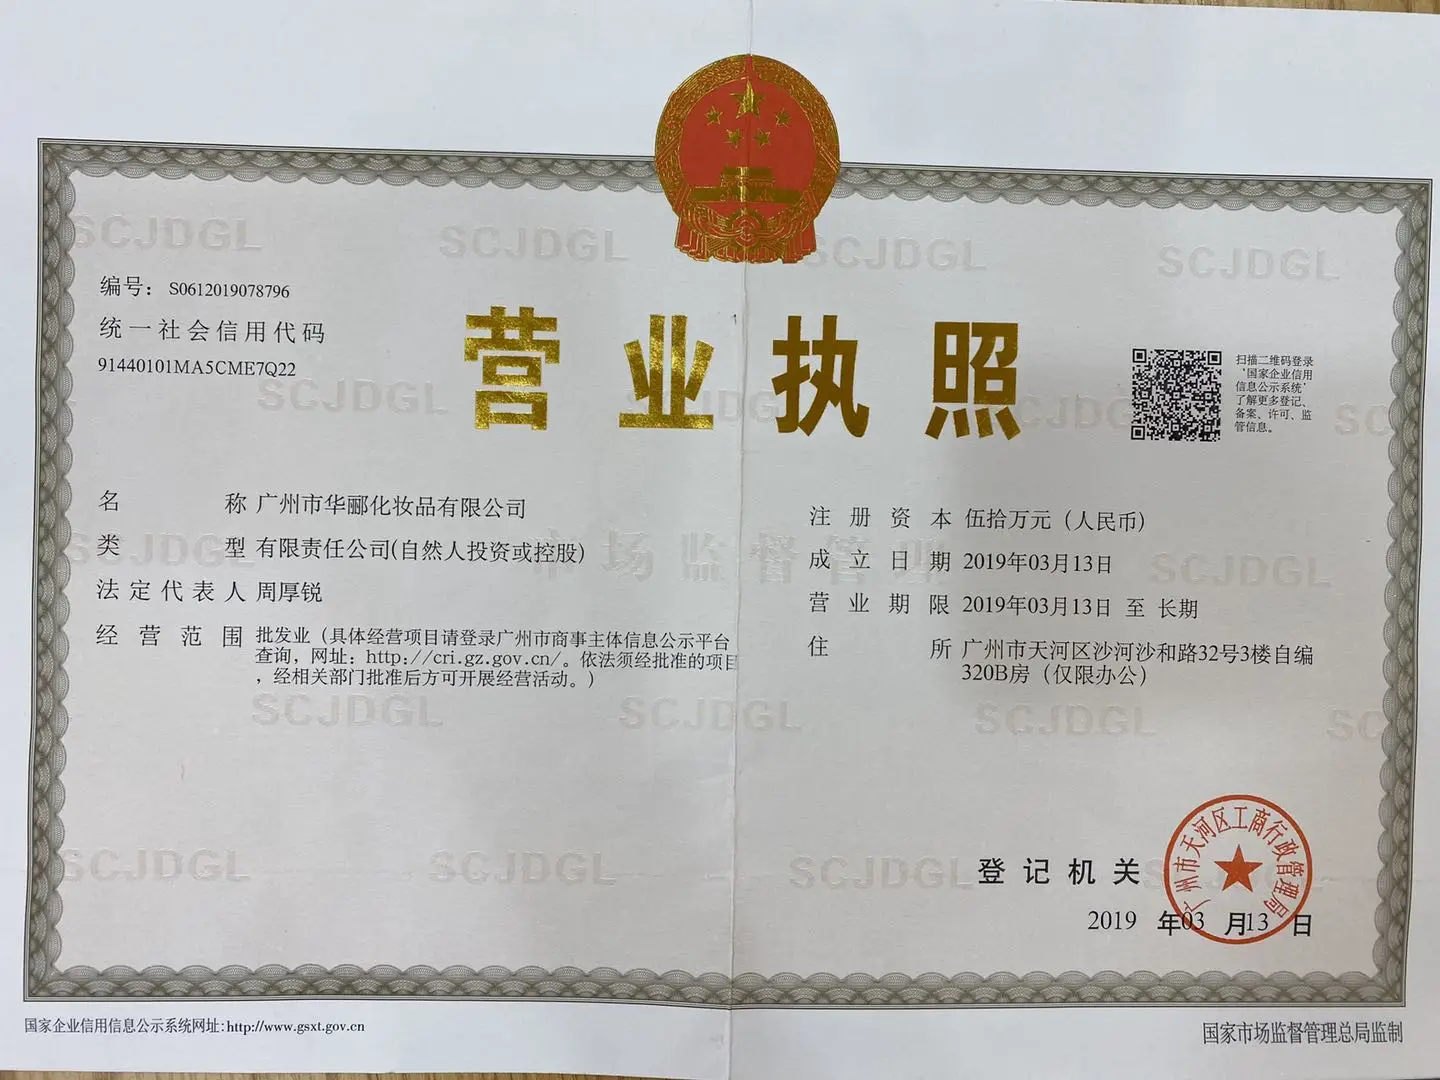 编号： S0612019078796
统一社会信用代码
91440101MA5CME7Q22
营业执照
扫描二维码登录
‘国家企业信用
信息公示系统’
了解更多登记、
备案、许可、监
管信息。
名称 广州市华郦化妆品有限公司
类型 有限责任公司(自然人投资或控股)
法定代表人 周厚锐
经营范围 批发业（具体经营项目请登录广州市商事主体信息公示平台
查询，网址：http://cri.gz.gov.cn/。依法须经批准的项目
，经相关部门批准后方可开展经营活动。）
注册资本 伍拾万元（人民币）
成立日期 2019年03月13日
营业期限 2019年03月13日 至 长期
住所 广州市天河区沙河沙和路32号3楼自编
320B房（仅限办公）
登记机关
广州市天河区工商行政管理局
2019 年03 月13 日
国家企业信用信息公示系统网址:http://www.gsxt.gov.cn
国家市场监督管理总局监制
SCJDGL
市场监督管理